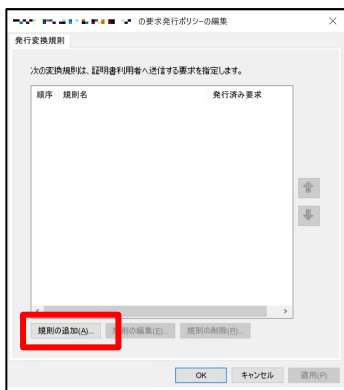 の要求発行ポリシーの編集
発行変換規則
次の変換規則は、証明書利用者へ送信する要求を指定します。
順序 規則名 発行済み要求
規則の追加(A)... 規則の編集(E)... 規則の削除(R)...
OK キャンセル 適用(P)